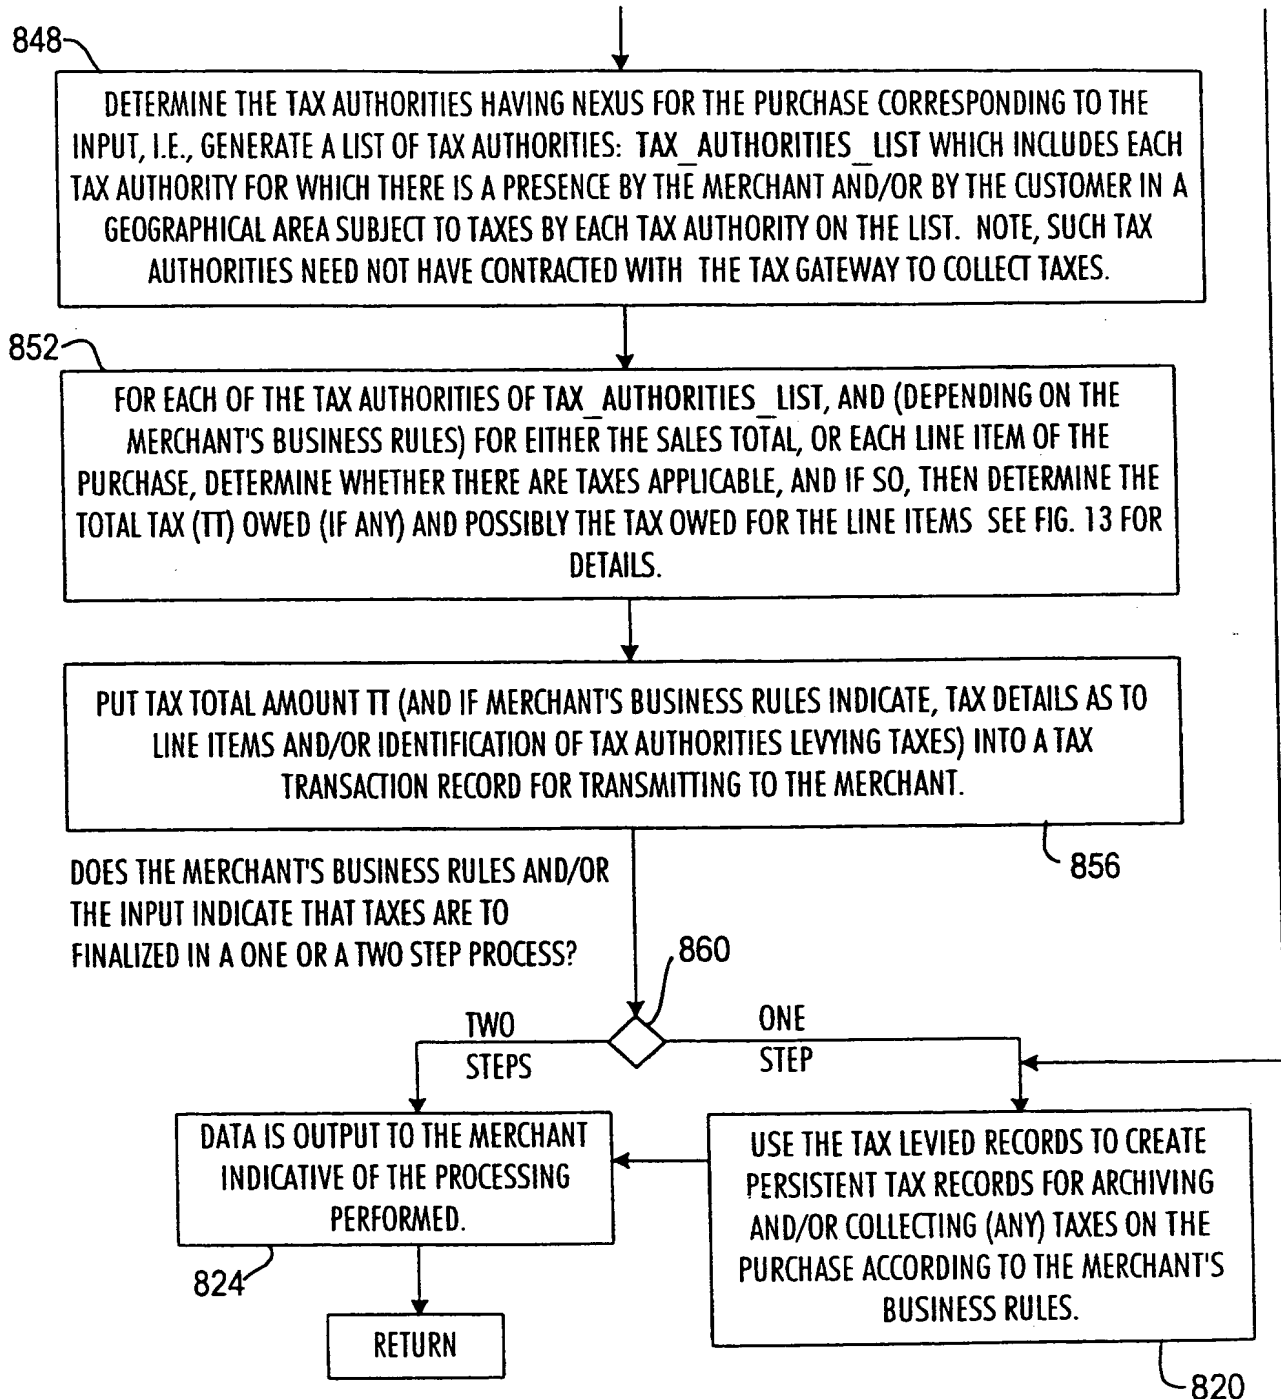 848
DETERMINE THE TAX AUTHORITIES HAVING NEXUS FOR THE PURCHASE CORRESPONDING TO THE
INPUT, I.E., GENERATE A LIST OF TAX AUTHORITIES: TAX_AUTHORITIES_LIST WHICH INCLUDES EACH
TAX AUTHORITY FOR WHICH THERE IS A PRESENCE BY THE MERCHANT AND/OR BY THE CUSTOMER IN A
GEOGRAPHICAL AREA SUBJECT TO TAXES BY EACH TAX AUTHORITY ON THE LIST. NOTE, SUCH TAX
AUTHORITIES NEED NOT HAVE CONTRACTED WITH THE TAX GATEWAY TO COLLECT TAXES.
852
FOR EACH OF THE TAX AUTHORITIES OF TAX_AUTHORITIES_LIST, AND (DEPENDING ON THE
MERCHANT'S BUSINESS RULES) FOR EITHER THE SALES TOTAL, OR EACH LINE ITEM OF THE
PURCHASE, DETERMINE WHETHER THERE ARE TAXES APPLICABLE, AND IF SO, THEN DETERMINE THE
TOTAL TAX (TT) OWED (IF ANY) AND POSSIBLY THE TAX OWED FOR THE LINE ITEMS SEE FIG. 13 FOR
DETAILS.
PUT TAX TOTAL AMOUNT TT (AND IF MERCHANT'S BUSINESS RULES INDICATE, TAX DETAILS AS TO
LINE ITEMS AND/OR IDENTIFICATION OF TAX AUTHORITIES LEVYING TAXES) INTO A TAX
TRANSACTION RECORD FOR TRANSMITTING TO THE MERCHANT.
856
DOES THE MERCHANT'S BUSINESS RULES AND/OR
THE INPUT INDICATE THAT TAXES ARE TO
FINALIZED IN A ONE OR A TWO STEP PROCESS?
860
TWO
STEPS
ONE
STEP
DATA IS OUTPUT TO THE MERCHANT
INDICATIVE OF THE PROCESSING
PERFORMED.
824
RETURN
USE THE TAX LEVIED RECORDS TO CREATE
PERSISTENT TAX RECORDS FOR ARCHIVING
AND/OR COLLECTING (ANY) TAXES ON THE
PURCHASE ACCORDING TO THE MERCHANT'S
BUSINESS RULES.
820